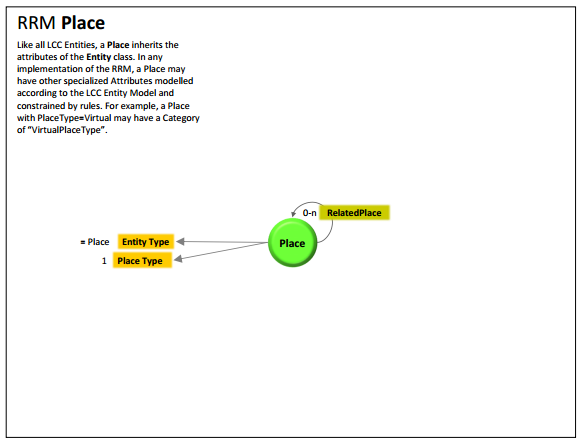 RRM Place
Like all LCC Entities, a Place inherits the
attributes of the Entity class. In any
implementation of the RRM, a Place may
have other specialized Attributes modelled
according to the LCC Entity Model and
constrained by rules. For example, a Place
with PlaceType=Virtual may have a Category
of “VirtualPlaceType”.
0-n RelatedPlace
= Place Entity Type
Place
1 Place Type